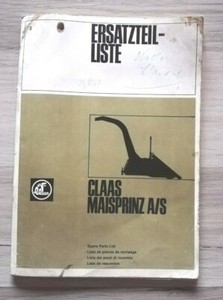 ERSATZTEIL-
LISTE
CLAAS
MAISPRINZ A/S
Spare Parts List
Liste de pièces de rechange
Lista dei pezzi di ricambio
Lista de repuestos